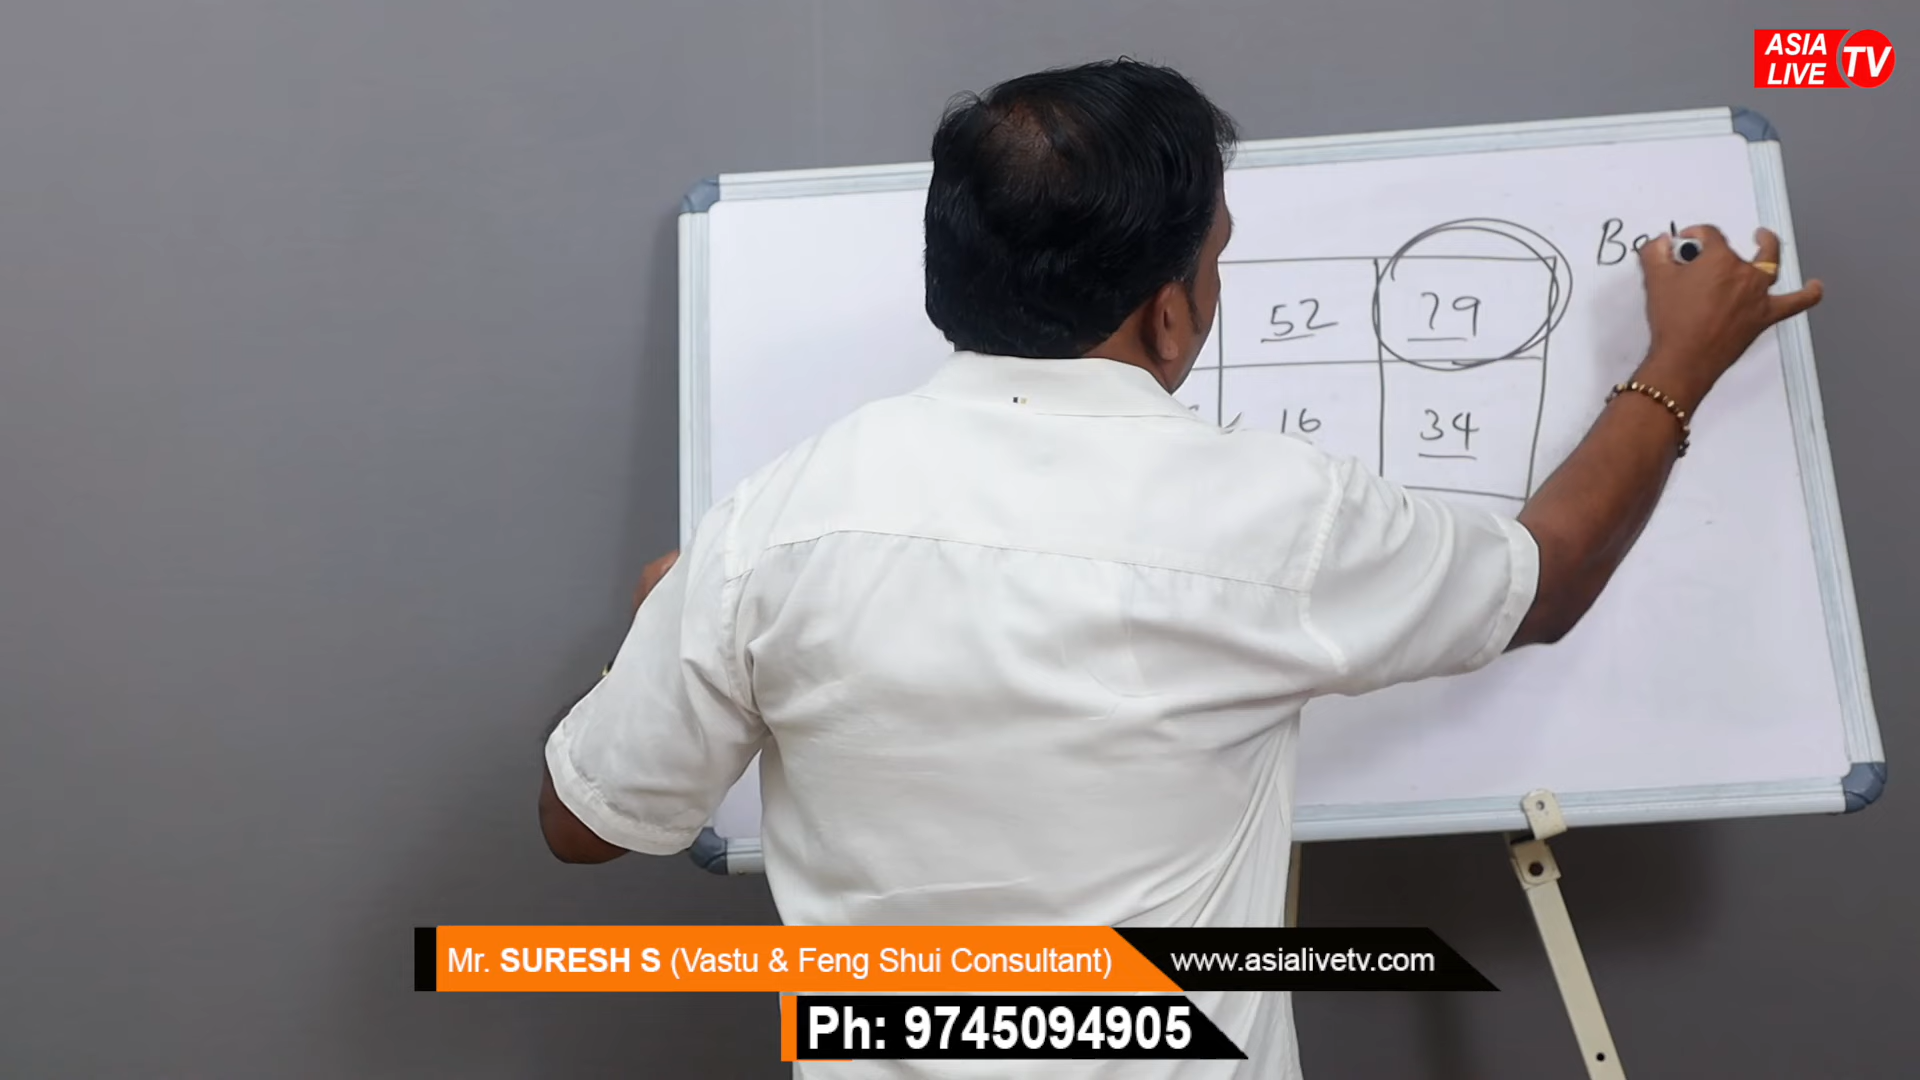 ASIA
LIVE TV
52 79
16 34
Mr. SURESH S (Vastu & Feng Shui Consultant) www.asialivetv.com
Ph: 9745094905